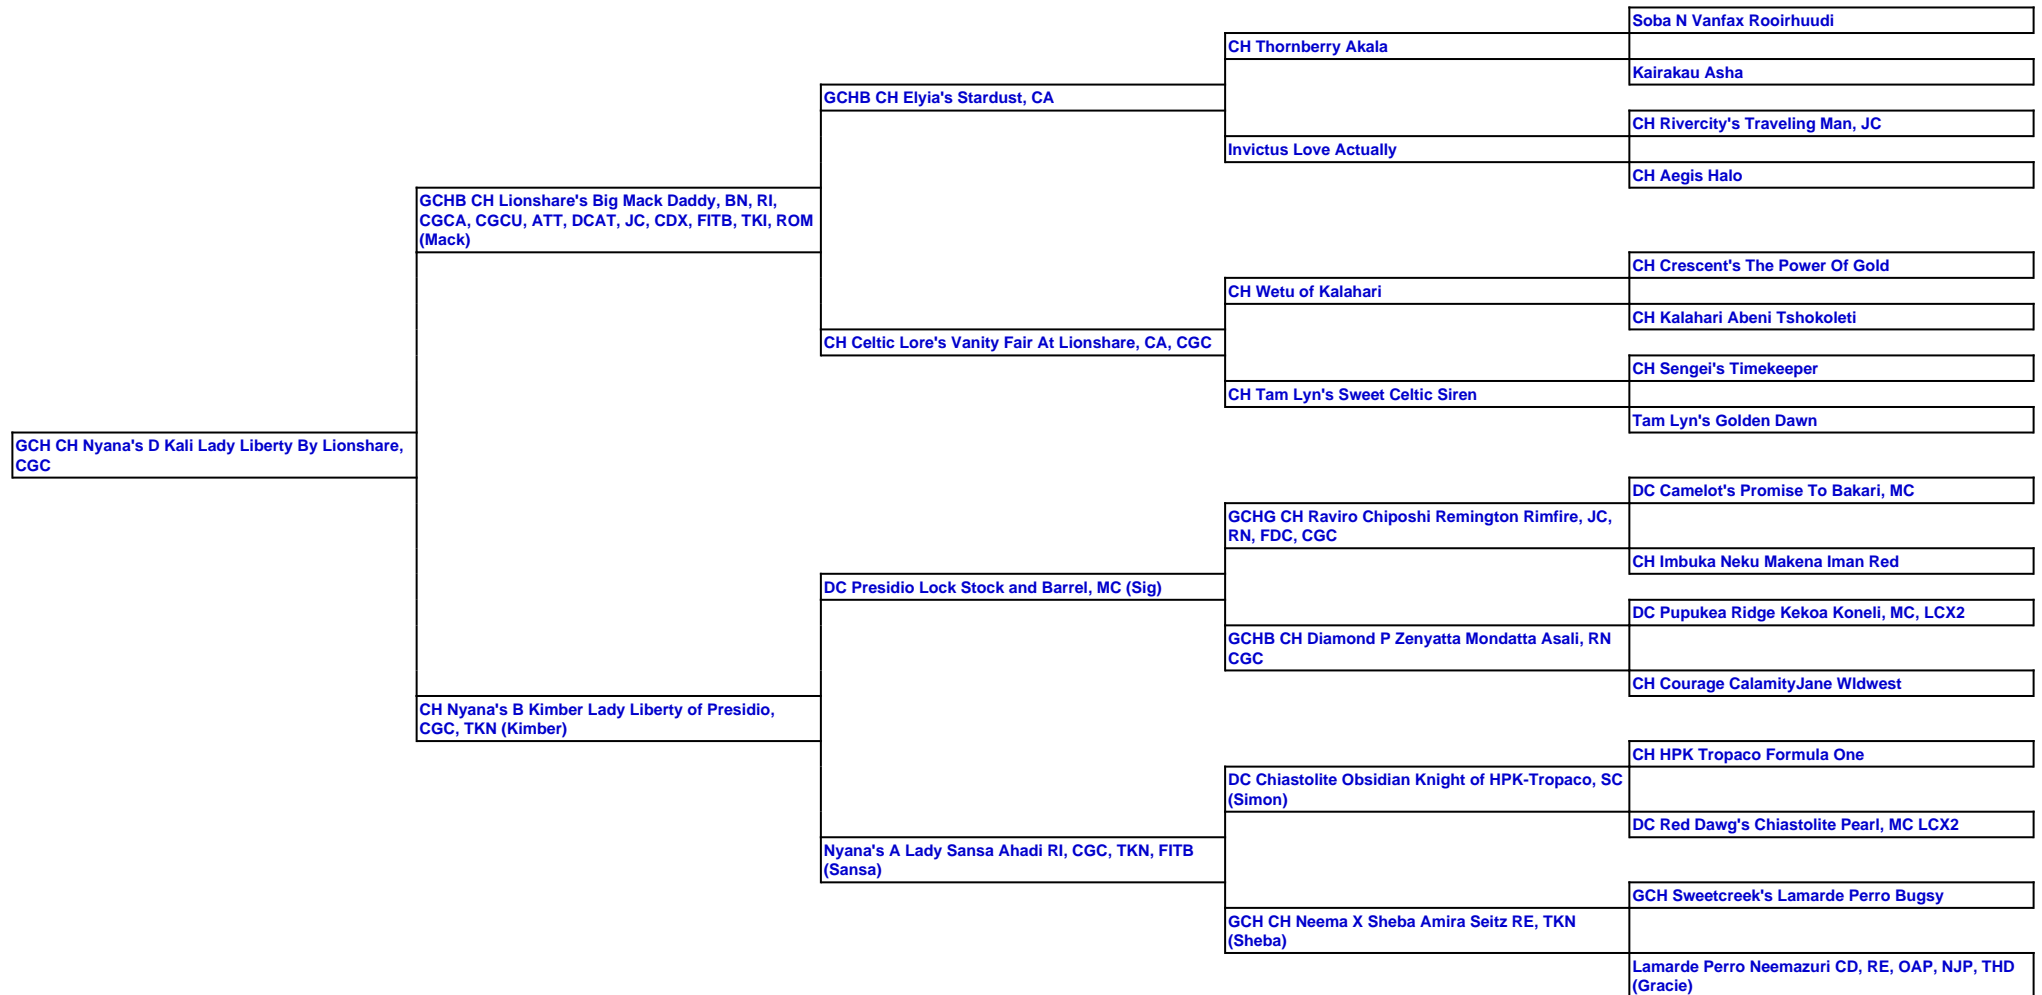 Soba N Vanfax Rooirhuudi
CH Thornberry Akala
Kairakau Asha
GCHB CH Elyia's Stardust, CA
CH Rivercity's Traveling Man, JC
Invictus Love Actually
CH Aegis Halo
GCHB CH Lionshare's Big Mack Daddy, BN, RI,
CGCA, CGCU, ATT, DCAT, JC, CDX, FITB, TKI, ROM
(Mack)
CH Crescent's The Power Of Gold
CH Wetu of Kalahari
CH Kalahari Abeni Tshokoleti
CH Celtic Lore's Vanity Fair At Lionshare, CA, CGC
CH Sengei's Timekeeper
CH Tam Lyn's Sweet Celtic Siren
Tam Lyn's Golden Dawn
GCH CH Nyana's D Kali Lady Liberty By Lionshare,
CGC
DC Camelot's Promise To Bakari, MC
GCHG CH Raviro Chiposhi Remington Rimfire, JC,
RN, FDC, CGC
CH Imbuka Neku Makena Iman Red
DC Presidio Lock Stock and Barrel, MC (Sig)
DC Pupukea Ridge Kekoa Koneli, MC, LCX2
GCHB CH Diamond P Zenyatta Mondatta Asali, RN
CGC
CH Courage CalamityJane Wldwest
CH Nyana's B Kimber Lady Liberty of Presidio,
CGC, TKN (Kimber)
CH HPK Tropaco Formula One
DC Chiastolite Obsidian Knight of HPK-Tropaco, SC
(Simon)
DC Red Dawg's Chiastolite Pearl, MC LCX2
Nyana's A Lady Sansa Ahadi RI, CGC, TKN, FITB
(Sansa)
GCH Sweetcreek's Lamarde Perro Bugsy
GCH CH Neema X Sheba Amira Seitz RE, TKN
(Sheba)
Lamarde Perro Neemazuri CD, RE, OAP, NJP, THD
(Gracie)